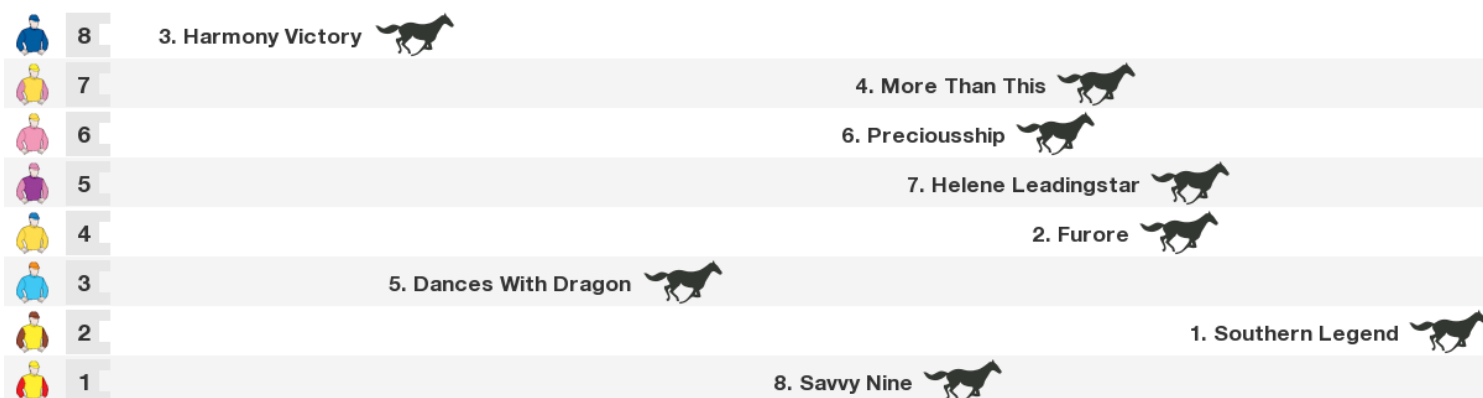 8 3. Harmony Victory
7 4. More Than This
6 6. Preciousship
5 7. Helene Leadingstar
4 2. Furore
3 5. Dances With Dragon
2 1. Southern Legend
1 8. Savvy Nine